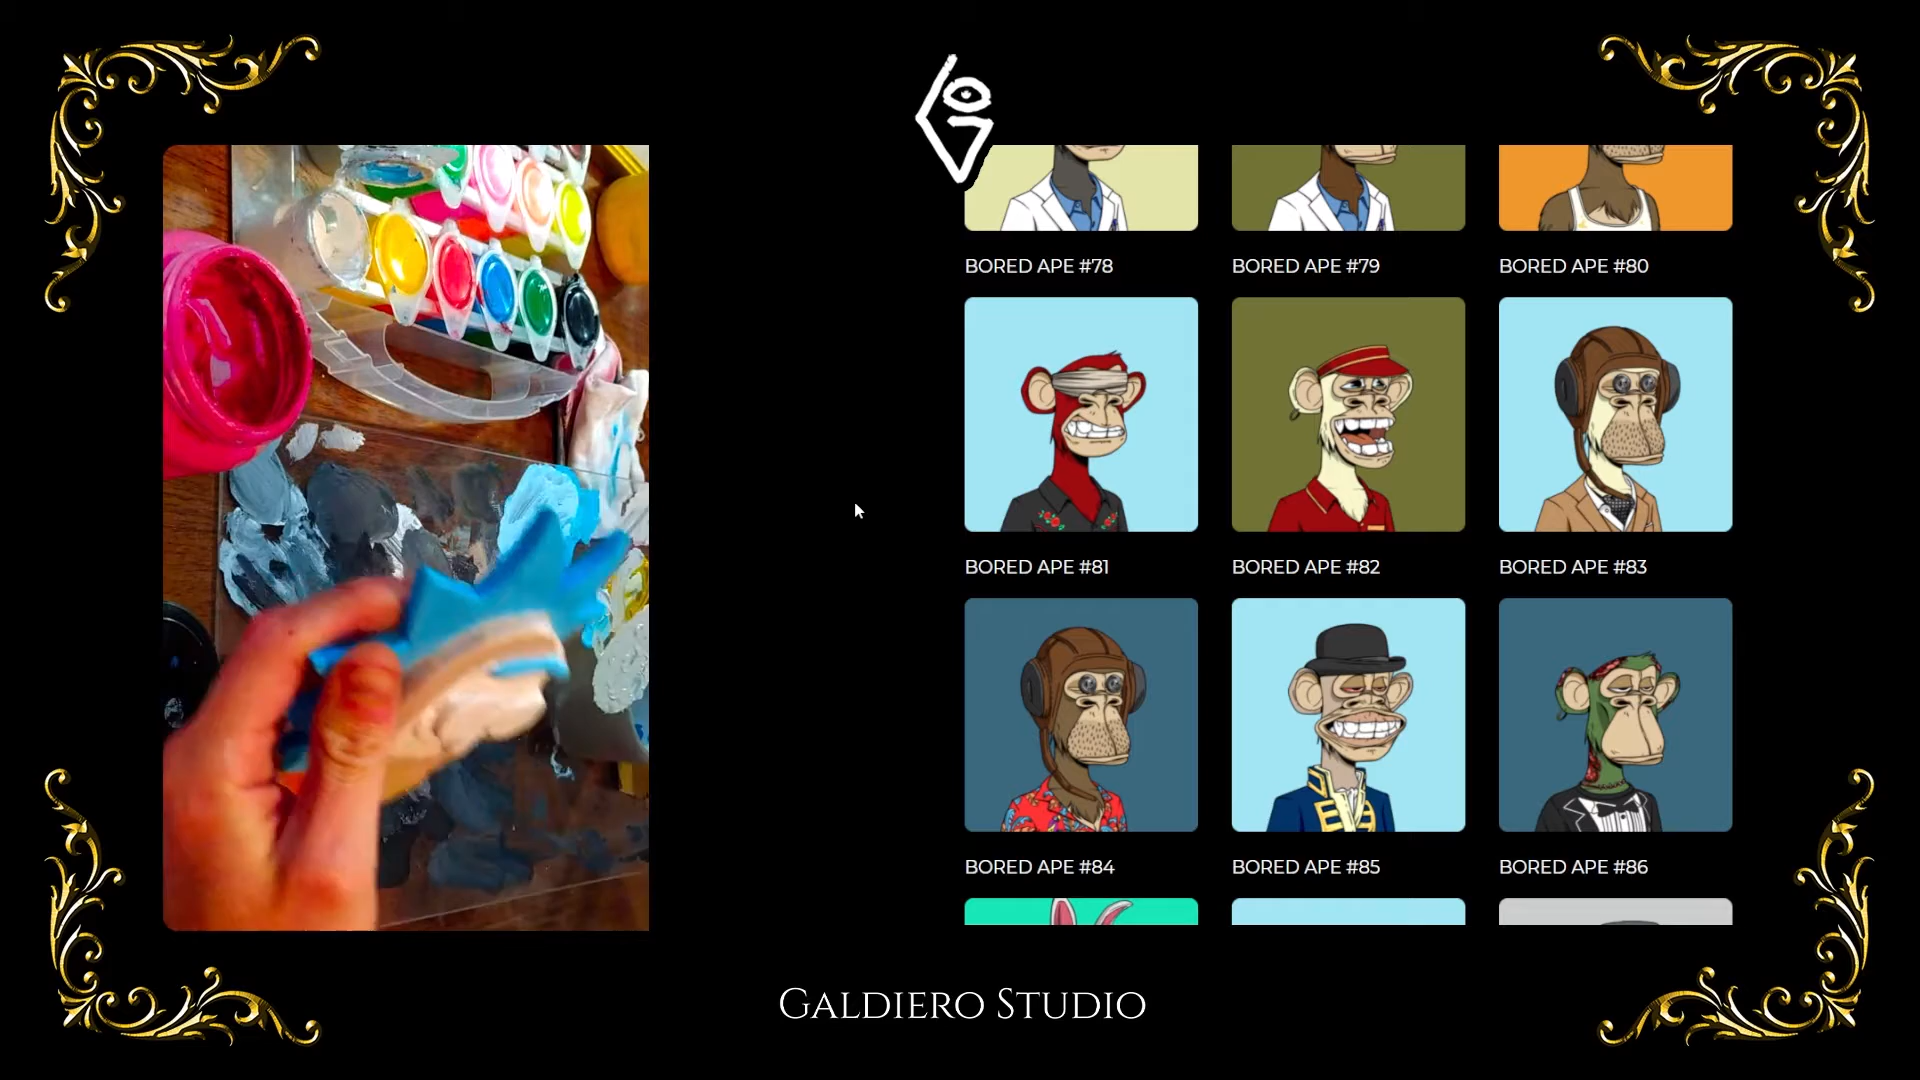 BORED APE #78
BORED APE #79
BORED APE #80
BORED APE #81
BORED APE #82
BORED APE #83
BORED APE #84
BORED APE #85
BORED APE #86
GALDIERO STUDIO